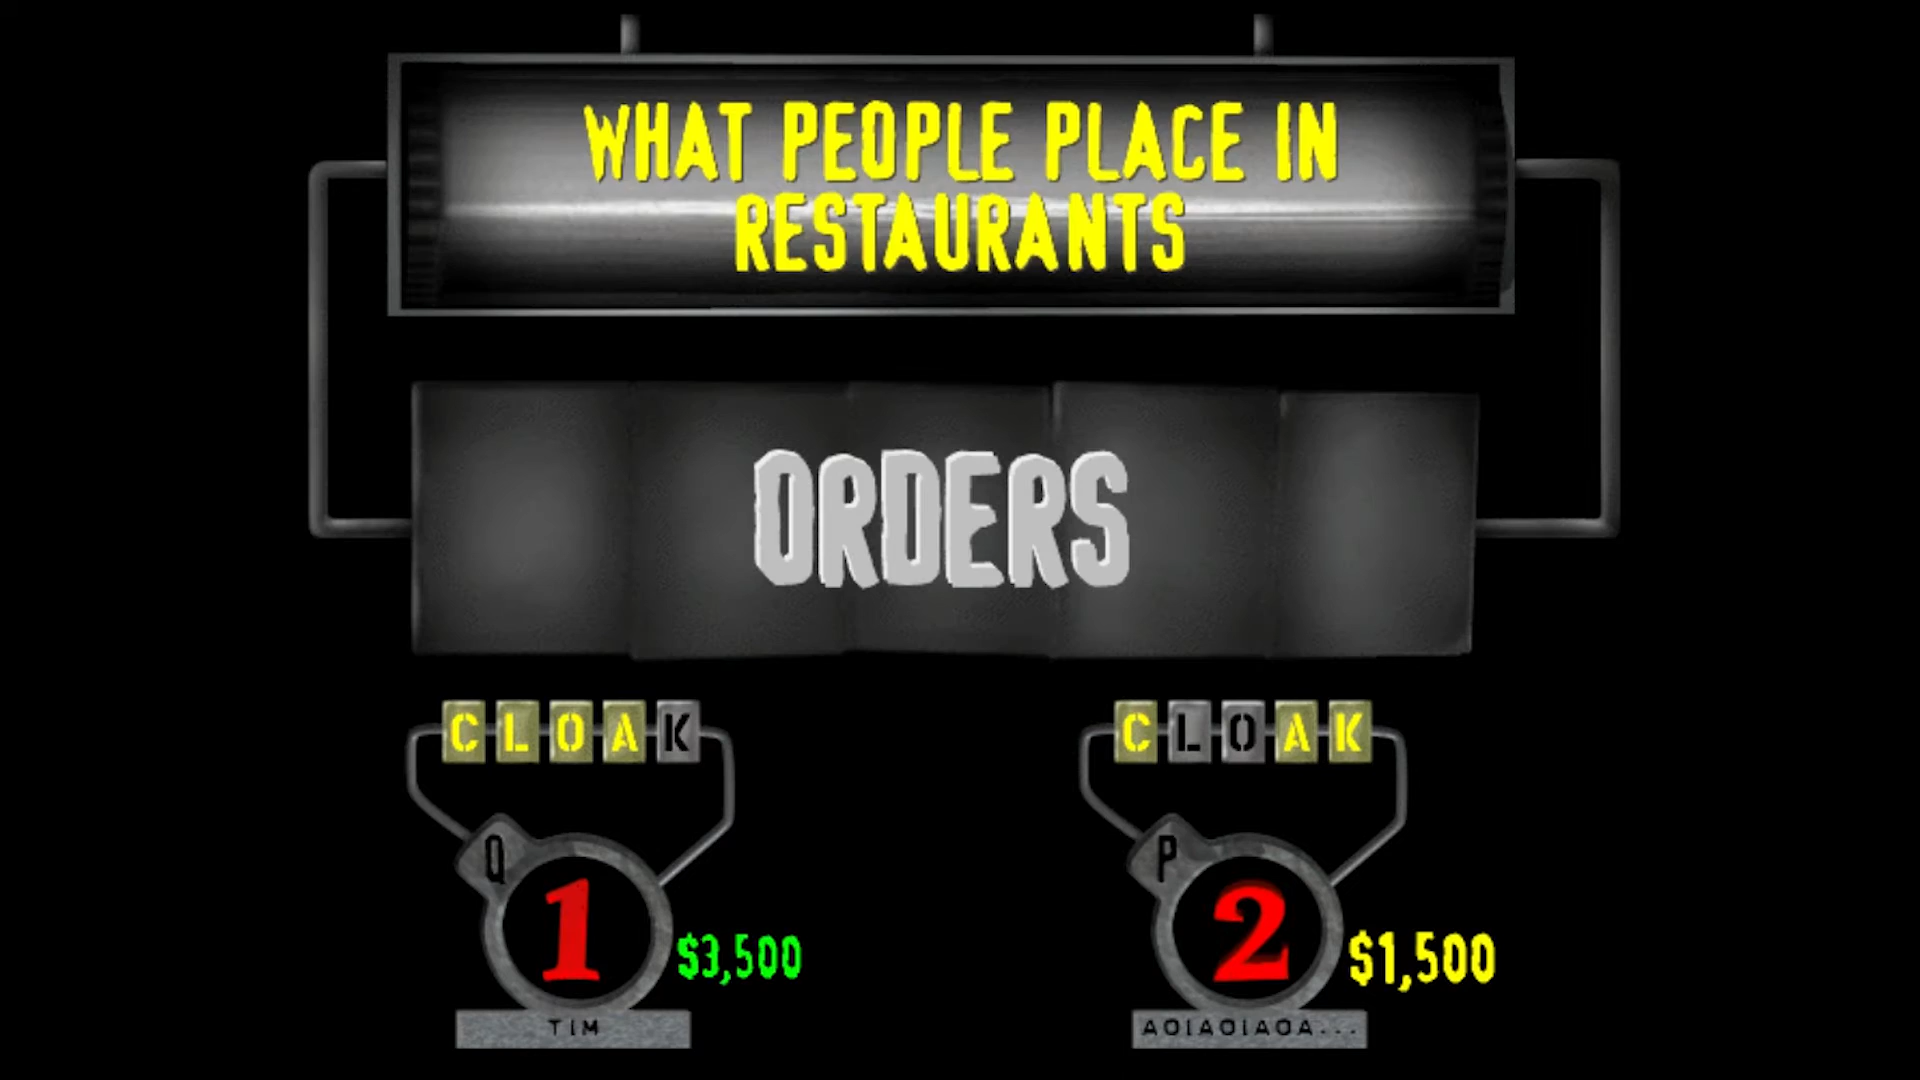 WHAT PEOPLE PLACE IN
RESTAURANTS
ORDERS
CLOAK
CLOAK
Q
P
1
2
$3,500
$1,500
TIM
AOIAOIAOA...